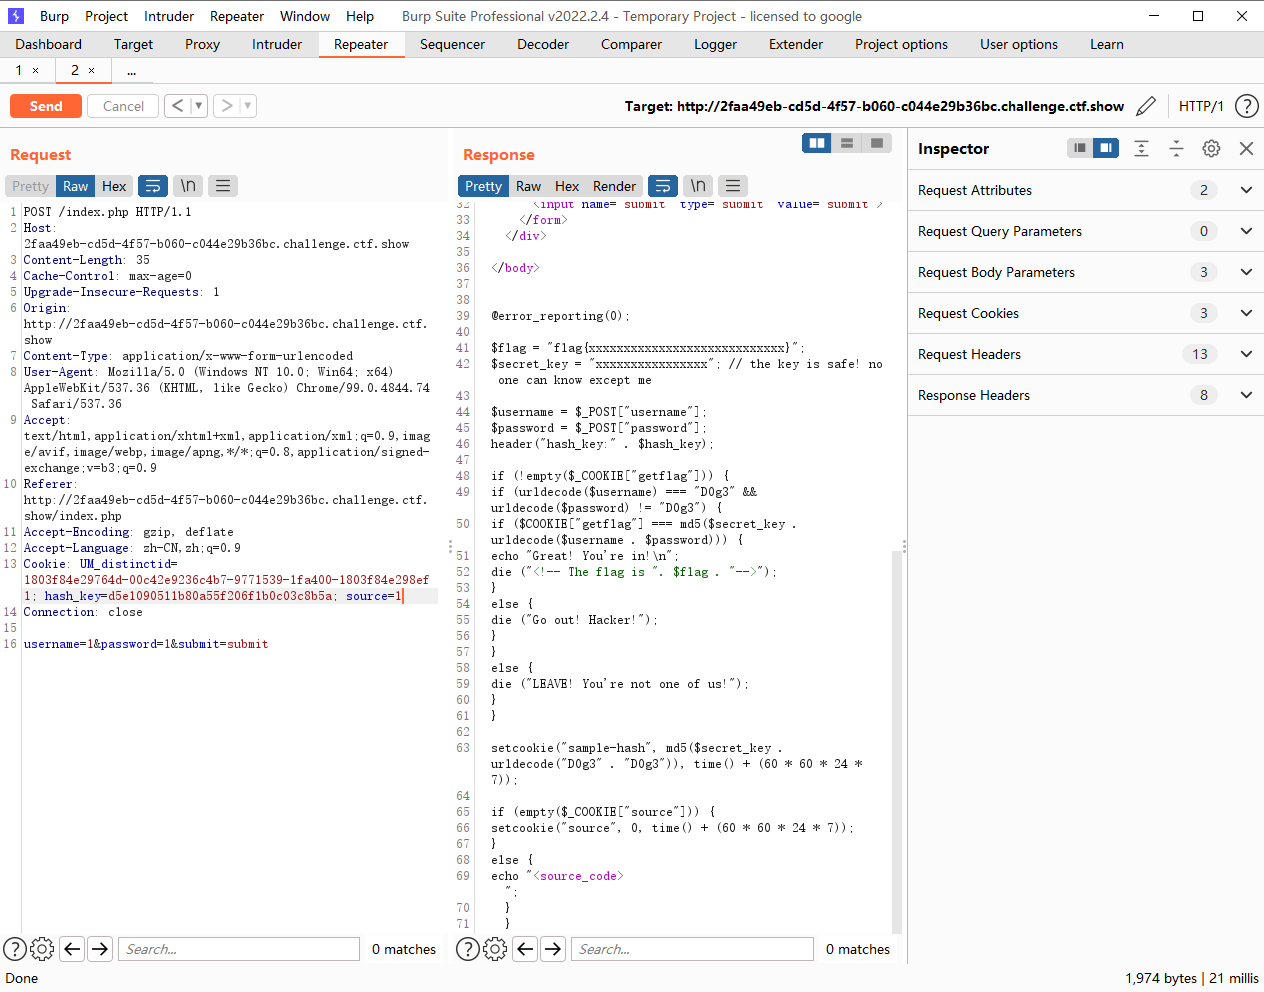 Burp Project Intruder Repeater Window Help Burp Suite Professional v2022.2.4 - Temporary Project - licensed to google
Dashboard Target Proxy Intruder Repeater Sequencer Decoder Comparer Logger Extender Project options User options Learn
1 × 2 × ...
Send Cancel < > Target: http://2faa49eb-cd5d-4f57-b060-c044e29b36bc.challenge.ctf.show HTTP/1 ?
Request
Pretty Raw Hex \n
1 POST /index.php HTTP/1.1
2 Host:
2faa49eb-cd5d-4f57-b060-c044e29b36bc.challenge.ctf.show
3 Content-Length: 35
4 Cache-Control: max-age=0
5 Upgrade-Insecure-Requests: 1
6 Origin:
http://2faa49eb-cd5d-4f57-b060-c044e29b36bc.challenge.ctf.
show
7 Content-Type: application/x-www-form-urlencoded
8 User-Agent: Mozilla/5.0 (Windows NT 10.0; Win64; x64)
AppleWebKit/537.36 (KHTML, like Gecko) Chrome/99.0.4844.74
Safari/537.36
9 Accept:
text/html,application/xhtml+xml,application/xml;q=0.9,imag
e/avif,image/webp,image/apng,*/*;q=0.8,application/signed-
exchange;v=b3;q=0.9
10 Referer:
http://2faa49eb-cd5d-4f57-b060-c044e29b36bc.challenge.ctf.
show/index.php
11 Accept-Encoding: gzip, deflate
12 Accept-Language: zh-CN,zh;q=0.9
13 Cookie: UM_distinctid=
1803f84e29764d-00c42e9236c4b7-9771539-1fa400-1803f84e298ef
1; hash_key=d5e1090511b80a55f206f1b0c03c8b5a; source=1
14 Connection: close
15
16 username=1&password=1&submit=submit
Response
Pretty Raw Hex Render \n
32 <input name="submit" type="submit" value="submit">
33 </form>
34 </div>
35
36 </body>
37
38
39 @error_reporting(0);
40
41 $flag = "flag{xxxxxxxxxxxxxxxxxxxxxxxxxxxx}";
42 $secret_key = "xxxxxxxxxxxxxxxx"; // the key is safe! no
one can know except me
43
44 $username = $_POST["username"];
45 $password = $_POST["password"];
46 header("hash_key:" . $hash_key);
47
48 if (!empty($_COOKIE["getflag"])) {
49 if (urldecode($username) === "D0g3" &&
urldecode($password) != "D0g3") {
50 if ($COOKIE["getflag"] === md5($secret_key .
urldecode($username . $password))) {
51 echo "Great! You're in!\n";
52 die ("<!-- The flag is ". $flag . "-->");
53 }
54 else {
55 die ("Go out! Hacker!");
56 }
57 }
58 else {
59 die ("LEAVE! You're not one of us!");
60 }
61 }
62
63 setcookie("sample-hash", md5($secret_key .
urldecode("D0g3" . "D0g3")), time() + (60 * 60 * 24 *
7));
64
65 if (empty($_COOKIE["source"])) {
66 setcookie("source", 0, time() + (60 * 60 * 24 * 7));
67 }
68 else {
69 echo "<source_code>
";
70 }
71 }
Inspector
Request Attributes 2
Request Query Parameters 0
Request Body Parameters 3
Request Cookies 3
Request Headers 13
Response Headers 8
? Search... 0 matches
? Search... 0 matches
Done 1,974 bytes | 21 millis